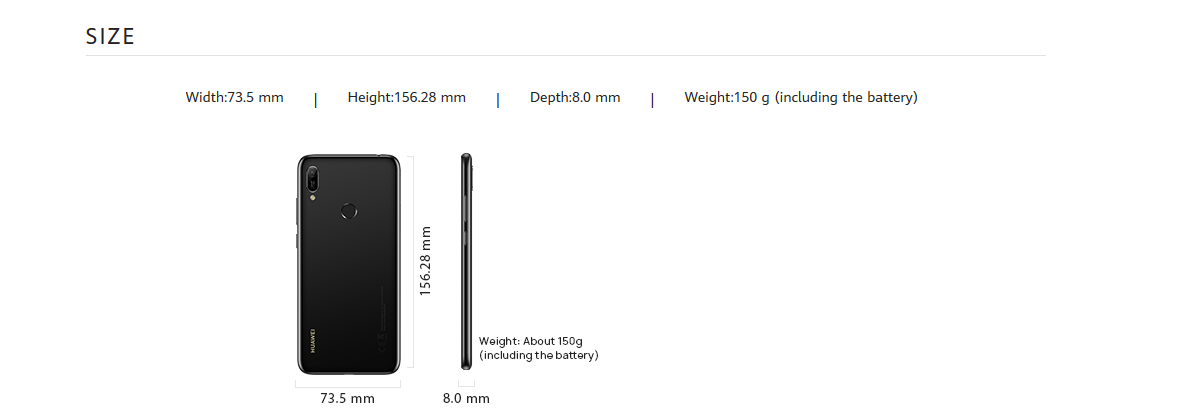 SIZE
Width:73.5 mm | Height:156.28 mm | Depth:8.0 mm | Weight:150 g (including the battery)
156.28 mm
HUAWEI
Weight: About 150g
(including the battery)
73.5 mm
8.0 mm